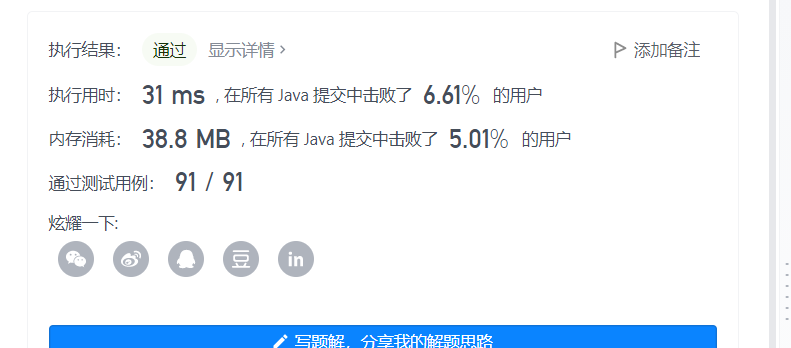 执行结果： 通过 显示详情 > 添加备注
执行用时： 31 ms , 在所有 Java 提交中击败了 6.61% 的用户
内存消耗： 38.8 MB , 在所有 Java 提交中击败了 5.01% 的用户
通过测试用例： 91 / 91
炫耀一下:
豆 in
写题解，分享我的解题思路